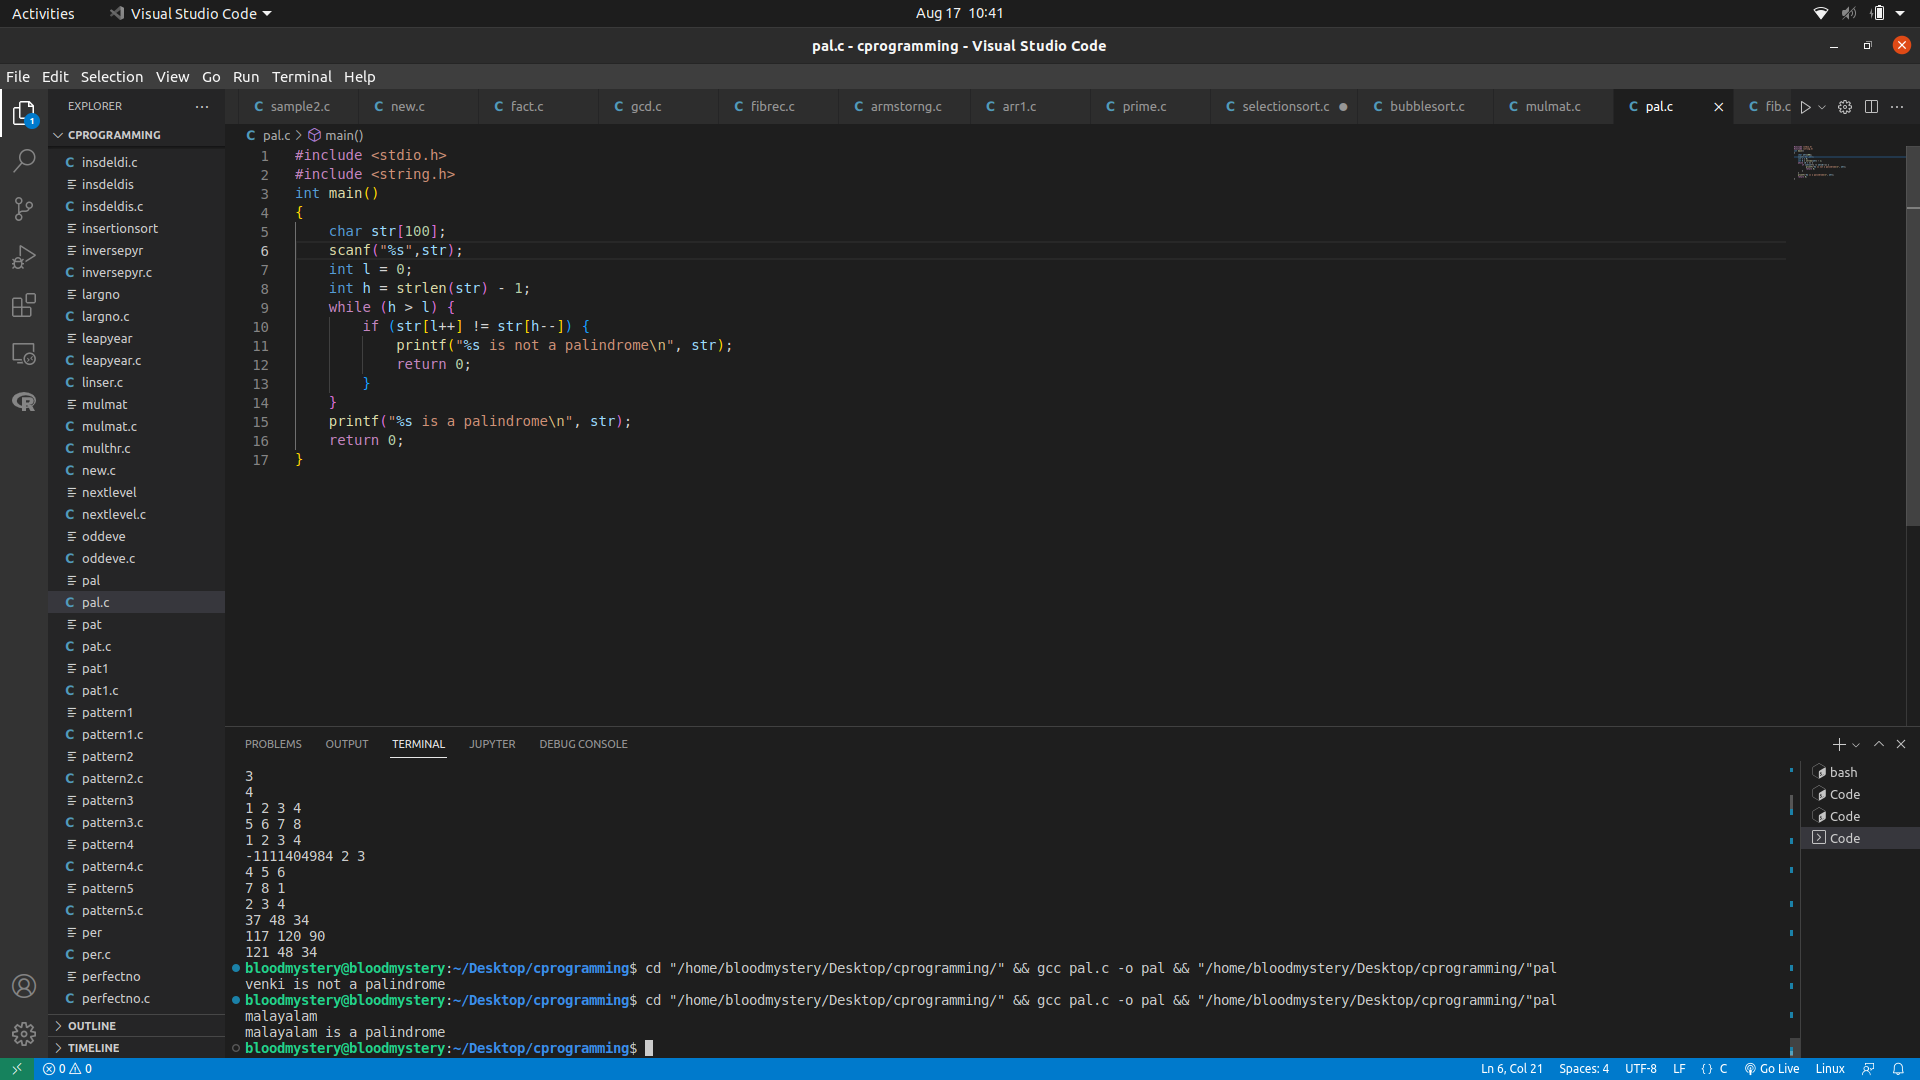 Activities
Visual Studio Code
Aug 17 10:41
pal.c - cprogramming - Visual Studio Code
File Edit Selection View Go Run Terminal Help
EXPLORER
sample2.c new.c fact.c gcd.c fibrec.c armstorng.c arr1.c prime.c selectionsort.c bubblesort.c mulmat.c pal.c fib.c
CPROGRAMMING
insdeldi.c
insdeldis
insdeldis.c
insertionsort
inversepyr
inversepyr.c
largno
largno.c
leapyear
leapyear.c
linser.c
mulmat
mulmat.c
multhr.c
new.c
nextlevel
nextlevel.c
oddeve
oddeve.c
pal
pal.c
pat
pat.c
pat1
pat1.c
pattern1
pattern1.c
pattern2
pattern2.c
pattern3
pattern3.c
pattern4
pattern4.c
pattern5
pattern5.c
per
per.c
perfectno
perfectno.c
OUTLINE
TIMELINE
pal.c > main()
1 #include <stdio.h>
2 #include <string.h>
3 int main()
4 {
5 char str[100];
6 scanf("%s",str);
7 int l = 0;
8 int h = strlen(str) - 1;
9 while (h > l) {
10 if (str[l++] != str[h--]) {
11 printf("%s is not a palindrome\n", str);
12 return 0;
13 }
14 }
15 printf("%s is a palindrome\n", str);
16 return 0;
17 }
PROBLEMS OUTPUT TERMINAL JUPYTER DEBUG CONSOLE
3
4
1 2 3 4
5 6 7 8
1 2 3 4
-1111404984 2 3
4 5 6
7 8 1
2 3 4
37 48 34
117 120 90
121 48 34
bloodmystery@bloodmystery:~/Desktop/cprogramming$ cd "/home/bloodmystery/Desktop/cprogramming/" && gcc pal.c -o pal && "/home/bloodmystery/Desktop/cprogramming/"pal
venki is not a palindrome
bloodmystery@bloodmystery:~/Desktop/cprogramming$ cd "/home/bloodmystery/Desktop/cprogramming/" && gcc pal.c -o pal && "/home/bloodmystery/Desktop/cprogramming/"pal
malayalam
malayalam is a palindrome
bloodmystery@bloodmystery:~/Desktop/cprogramming$
bash
Code
Code
Code
0 0
Ln 6, Col 21 Spaces: 4 UTF-8 LF {} C Go Live Linux